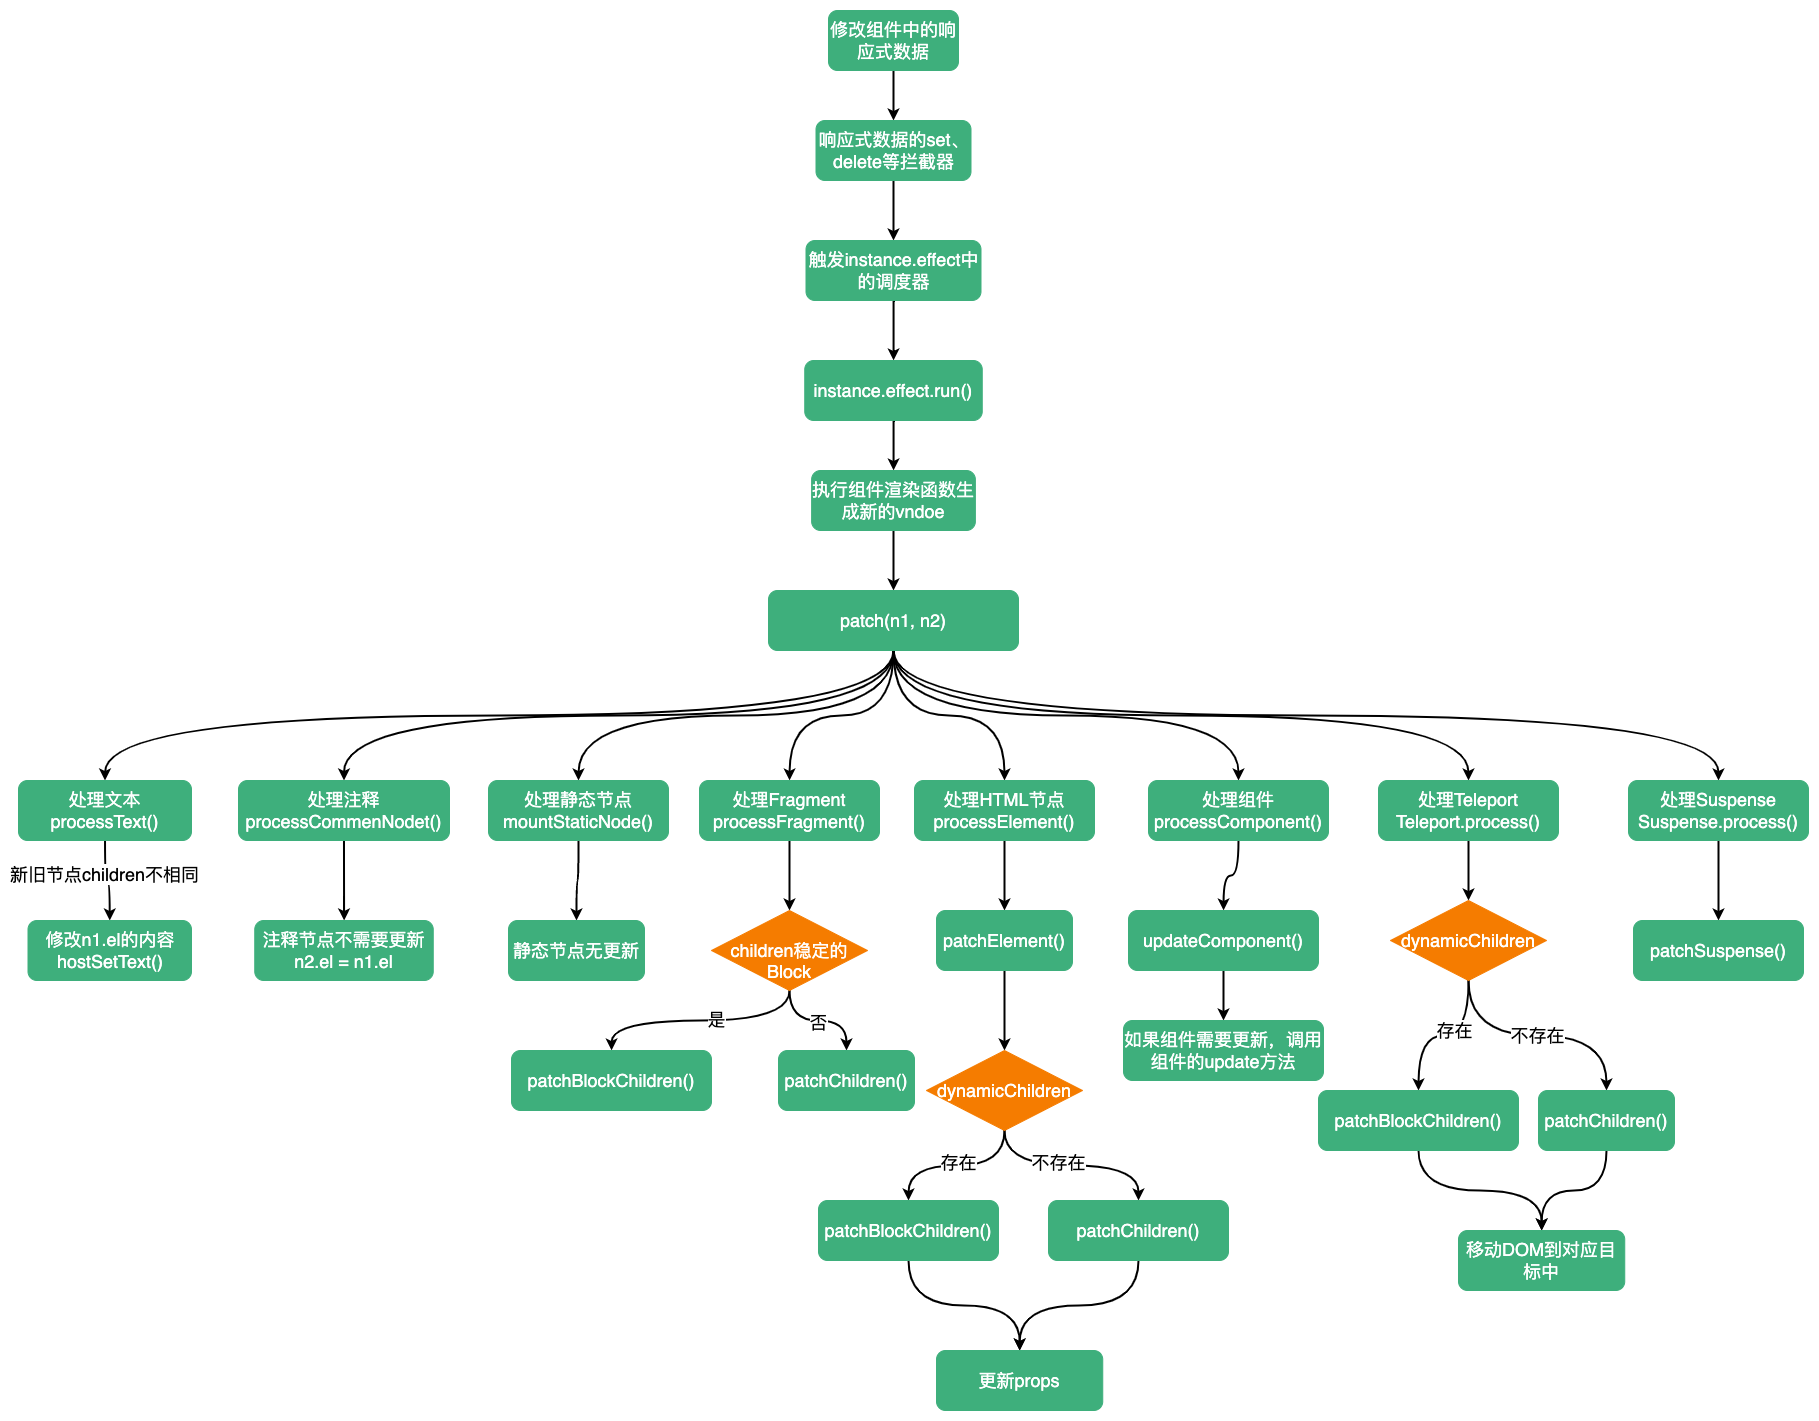 修改组件中的响
应式数据
响应式数据的set、
delete等拦截器
触发instance.effect中
的调度器
instance.effect.run()
执行组件渲染函数生
成新的vndoe
patch(n1, n2)
处理文本
processText()
处理注释
processCommenNodet()
处理静态节点
mountStaticNode()
处理Fragment
processFragment()
处理HTML节点
processElement()
处理组件
processComponent()
处理Teleport
Teleport.process()
处理Suspense
Suspense.process()
新旧节点children不相同
修改n1.el的内容
hostSetText()
注释节点不需要更新
n2.el = n1.el
静态节点无更新
children稳定的
Block
patchElement()
updateComponent()
dynamicChildren
patchSuspense()
是
否
如果组件需要更新，调用
组件的update方法
存在
不存在
patchBlockChildren()
patchChildren()
dynamicChildren
patchBlockChildren()
patchChildren()
存在
不存在
patchBlockChildren()
patchChildren()
移动DOM到对应目
标中
更新props